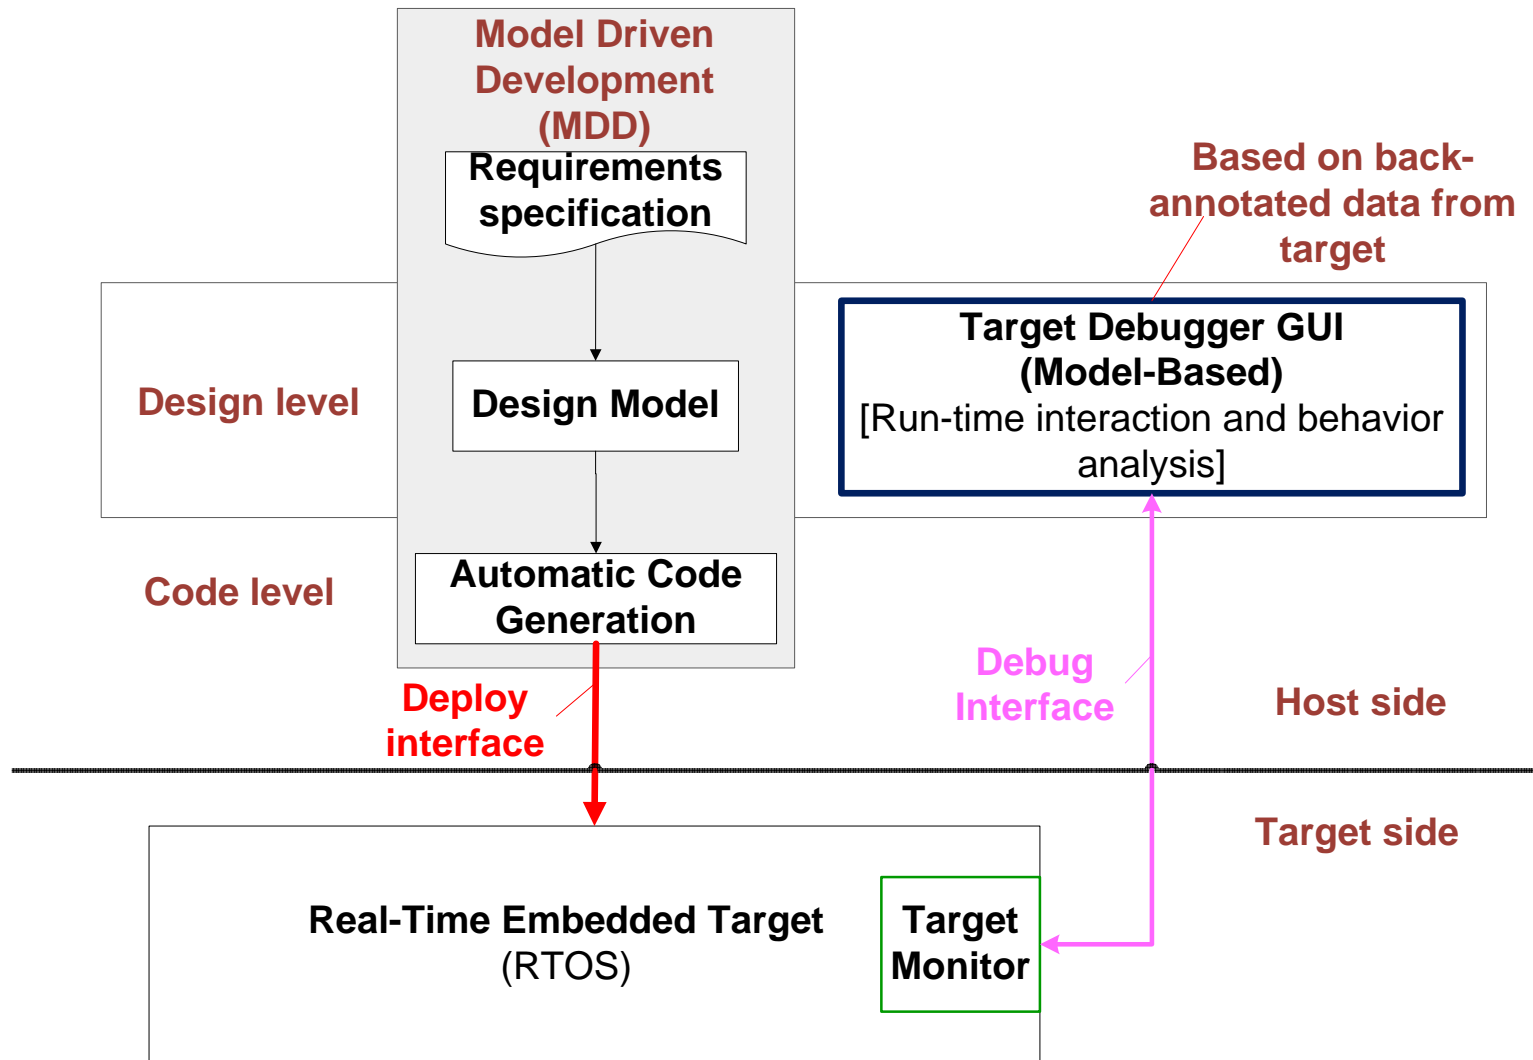 Model Driven
Development
(MDD)
Requirements
specification
Based on back-
annotated data from
target
Target Debugger GUI
(Model-Based)
[Run-time interaction and behavior
analysis]
Design level
Design Model
Code level
Automatic Code
Generation
Deploy
interface
Debug
Interface
Host side
Target side
Real-Time Embedded Target
(RTOS)
Target
Monitor